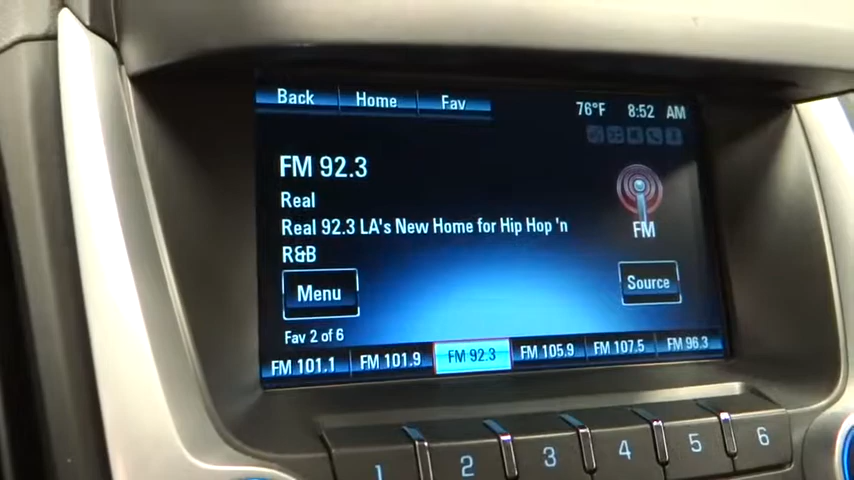 Back Home Fav 76°F 8:52 AM
FM 92.3
Real
Real 92.3 LA's New Home for Hip Hop 'n
R&B
FM
Menu Source
Fav 2 of 6
FM 101.1 FM 101.9 FM 92.3 FM 105.9 FM 107.5 FM 96.3
1 2 3 4 5 6